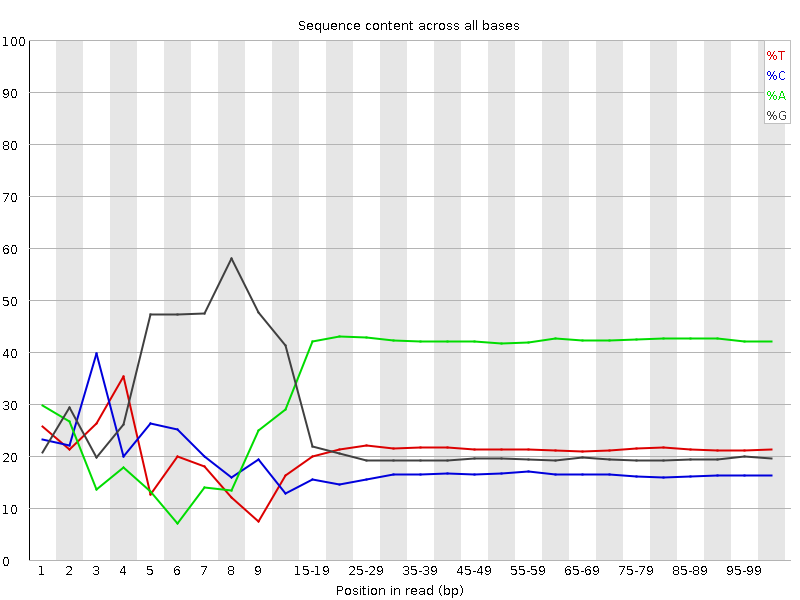 Sequence content across all bases
100
90
80
70
60
50
40
30
20
10
0
%T
%C
%A
%G
1 2 3 4 5 6 7 8 9 15-19 25-29 35-39 45-49 55-59 65-69 75-79 85-89 95-99
Position in read (bp)